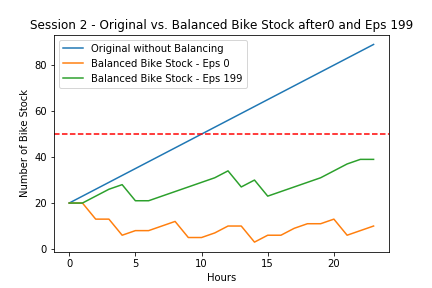 Session 2 - Original vs. Balanced Bike Stock after0 and Eps 199
Original without Balancing
Balanced Bike Stock - Eps 0
Balanced Bike Stock - Eps 199
Number of Bike Stock
80
60
40
20
0
0 5 10 15 20
Hours